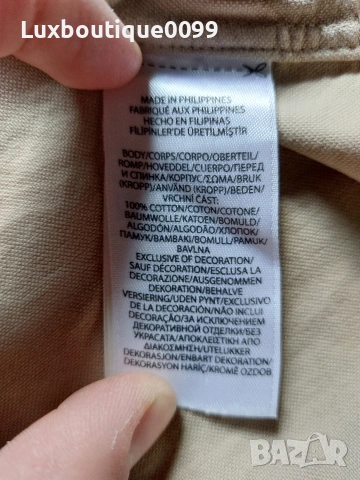 Luxboutique0099
MADE IN PHILIPPINES
FABRIQUÉ AUX PHILIPPINES
HECHO EN FILIPINAS
FİLİPİNLER'DE ÜRETİLMİŞTİR
BODY/CORPS/CORPO/OBERTEIL/
ROMP/HOVEDDEL/CUERPO/ПЕРЕД
И СПИНКА/КОРПУС/ΣΩΜΑ/BRUK
(KROPP)/ANVÄND (KROPP)/BEDEN/
VRCHNÍ ČÁST:
100% COTTON/COTON/COTONE/
BAUMWOLLE/KATOEN/BOMULD/
ALGODÓN/ALGODÃO/ХЛОПОК/
ПАМУК/ΒΑΜΒΑΚΙ/BOMULL/PAMUK/
BAVLNA
EXCLUSIVE OF DECORATION/
SAUF DÉCORATION/ESCLUSA LA
DECORAZIONE/AUSGENOMMEN
DEKORATION/BEHALVE
VERSIERING/UDEN PYNT/EXCLUSIVO
DE LA DECORACIÓN/NÃO INCLUI
DECORAÇÃO/ЗА ИСКЛЮЧЕНИЕМ
ДЕКОРАТИВНОЙ ОТДЕЛКИ/БЕЗ
УКРАСАТА/ΑΠΟΚΛΕΙΕΤΑΙ ΑΠΟ
ΔΙΑΚΟΣΜΗΣΗ/UTELUKKER
DEKORASJON/ENBART DEKORATION/
DEKORASYON HARİÇ/KROMĚ OZDOB
BAZAR